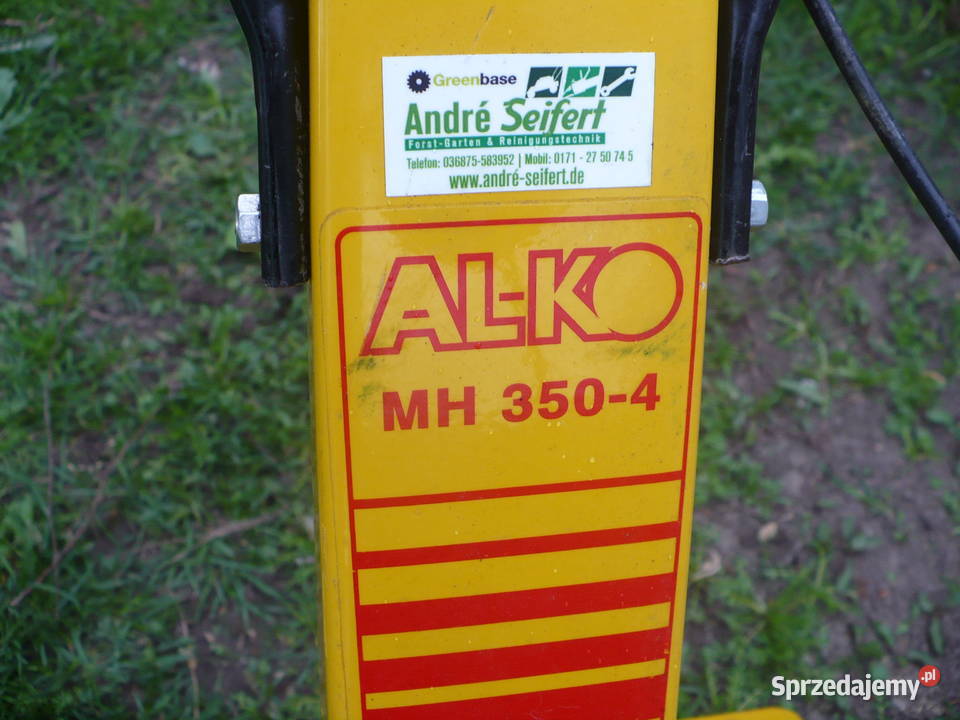 Greenbase
André Seifert
Forst-Garten & Reinigungstechnik
Telefon: 036875-583952 | Mobil: 0171 - 27 50 74 5
www.andré-seifert.de
AL-KO
MH 350-4
Sprzedajemy.pl